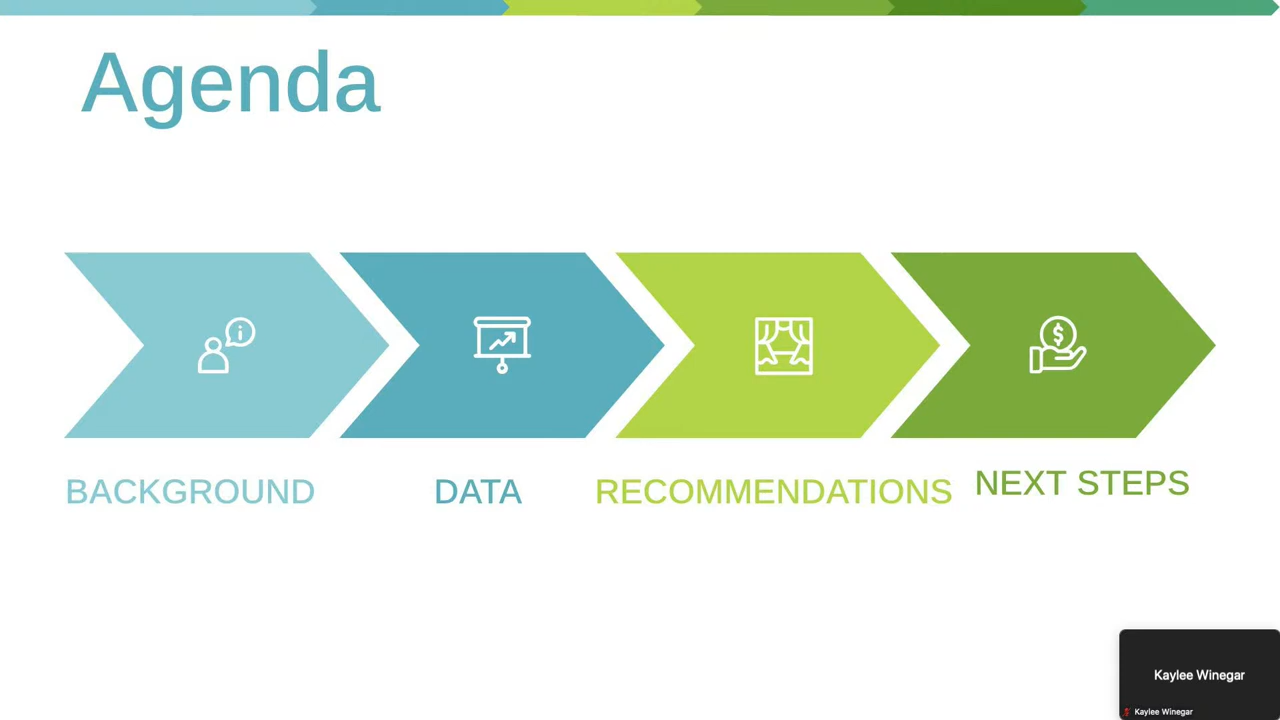 Agenda
BACKGROUND
DATA
RECOMMENDATIONS
NEXT STEPS
Kaylee Winegar
Kaylee Winegar